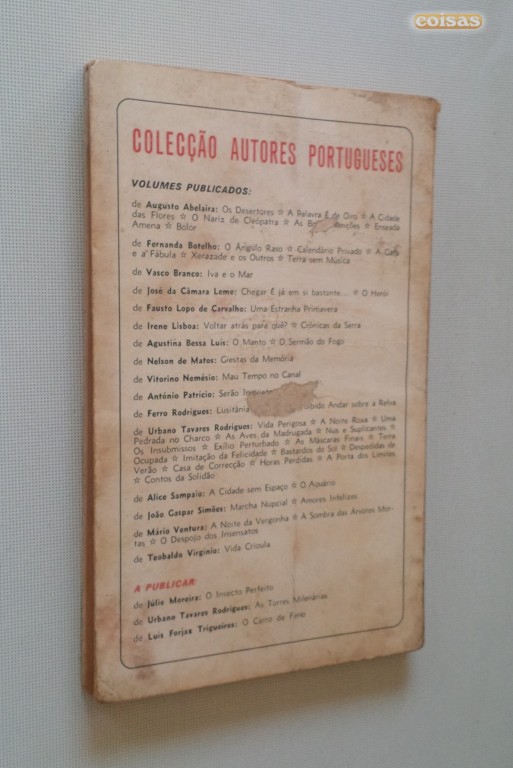 coisas
COLECÇÃO AUTORES PORTUGUESES
VOLUMES PUBLICADOS:
de Augusto Abelaira: Os Desertores ☆ A Palavra É de Oiro ☆ A Cidade
das Flores ☆ O Nariz de Cleópatra ☆ As Intenções ☆ Enseada
Amena ☆ Bolor
de Fernanda Botelho: O Ângulo Raso ☆ Calendário Privado ☆ A Gata
e a Fábula ☆ Xerazade e os Outros ☆ Terra sem Música
de Vasco Branco: Iva e o Mar
de José da Câmara Leme: Chegar É já em si bastante... ☆ O
de Fausto Lopo de Carvalho: Uma Estranha Primavera
de Irene Lisboa: Voltar atrás para quê? ☆ Crónicas da Serra
de Agustina Bessa Luís: O Manto ☆ O Sermão do Fogo
de Nelson de Matos: Giestas da Memória
de Vitorino Nemésio: Mau Tempo no Canal
de António Patrício: Serão
de Ferro Rodrigues: Lusitânia Andar sobre a Relva
de Urbano Tavares Rodrigues: Vida Perigosa ☆ A Noite Roxa ☆ Uma
Pedrada no Charco ☆ As Aves da Madrugada ☆ Nus e Suplicantes ☆
Os Insubmissos ☆ Exílio Perturbado ☆ As Máscaras Finais ☆ Terra
Ocupada ☆ Imitação da Felicidade ☆ Bastardos do Sol ☆ Despedidas de
Verão ☆ Casa de Correcção ☆ Horas Perdidas ☆ A Porta dos Limites
☆ Contos da Solidão
de Alice Sampaio: A Cidade sem Espaço ☆ O Aquário
de João Gaspar Simões: Marcha Nupcial ☆ Amores Infelizes
de Mário Ventura: A Noite da Vergonha ☆ A Sombra das Árvores Mor-
tas ☆ O Despojo dos Insensatos
de Teobaldo Virgínio: Vida Crioula
A PUBLICAR:
de Júlio Moreira: O Insecto Perfeito
de Urbano Tavares Rodrigues: As Torres Milenárias
de Luís Forjaz Trigueiros: O Carro de Feno